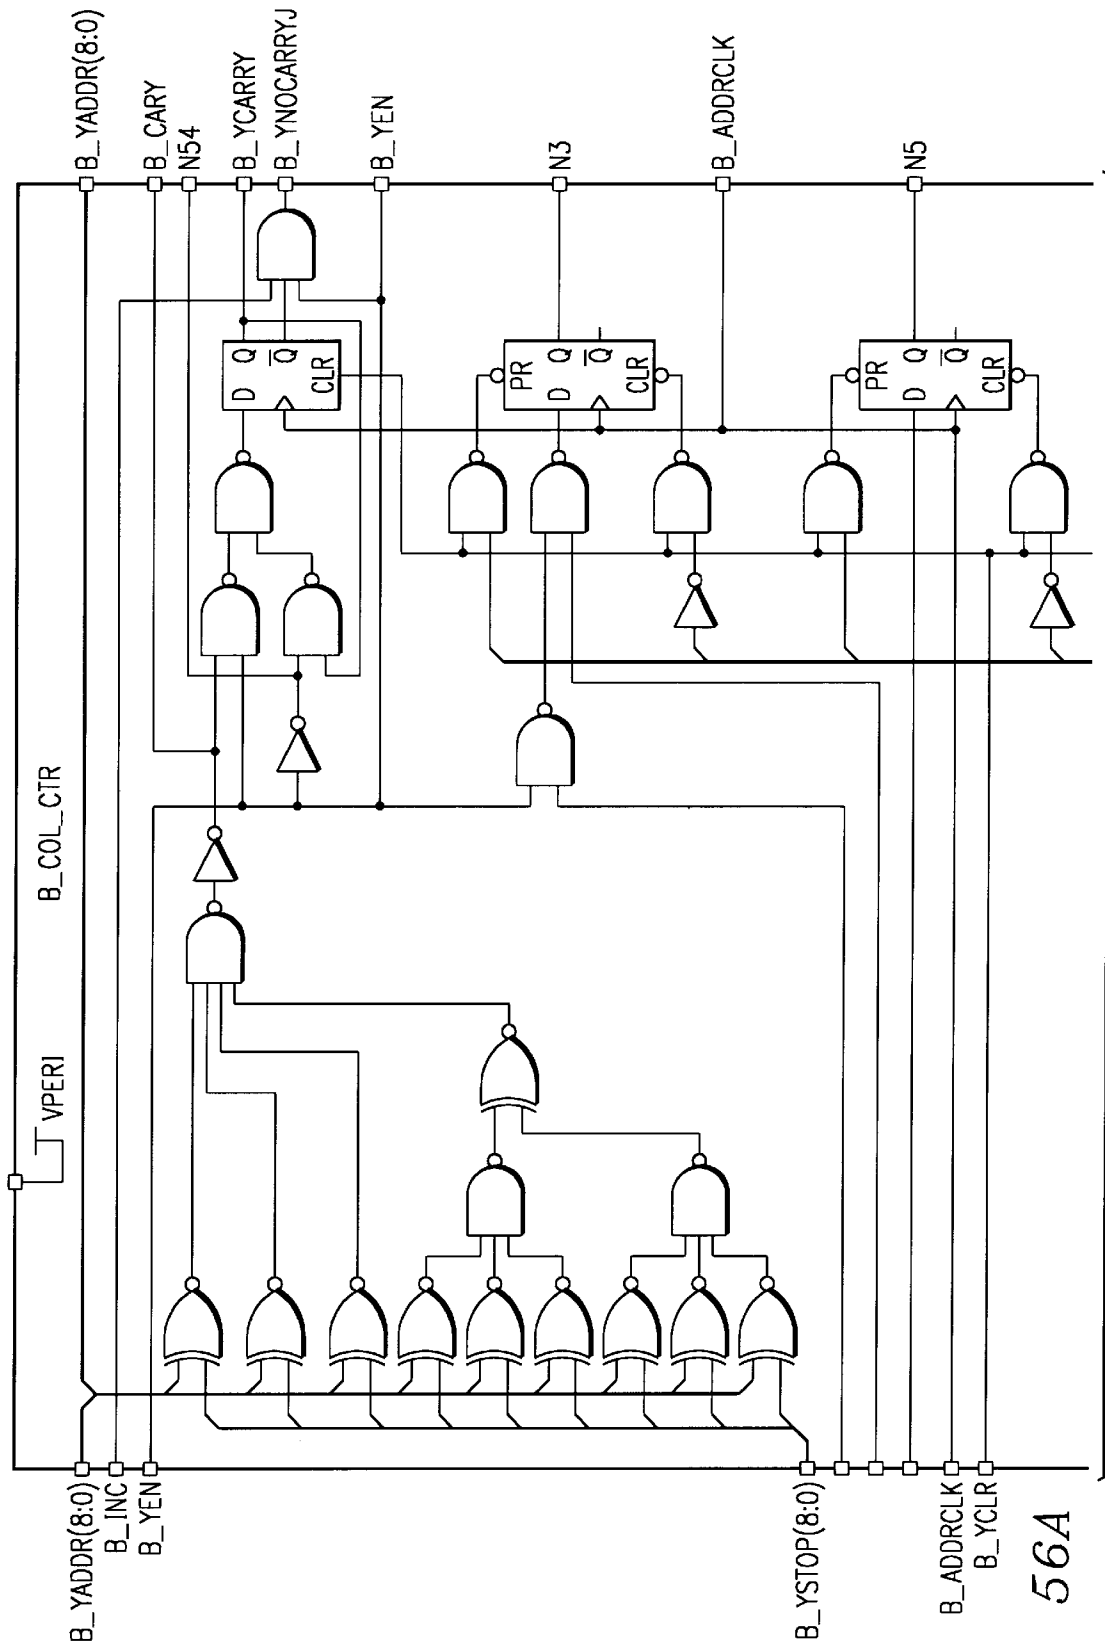 B_YADDR(8:0)
B_INC
B_YEN
B_YSTOP(8:0)
B_ADDRCLK
B_YCLR
56A
VPERI
B_COL_CTR
D Q
Q
CLR
PR
D Q
Q
CLR
PR
D Q
Q
CLR
B_YADDR(8:0)
B_CARY
N54
B_YCARRY
B_YNOCARRYJ
B_YEN
N3
B_ADDRCLK
N5